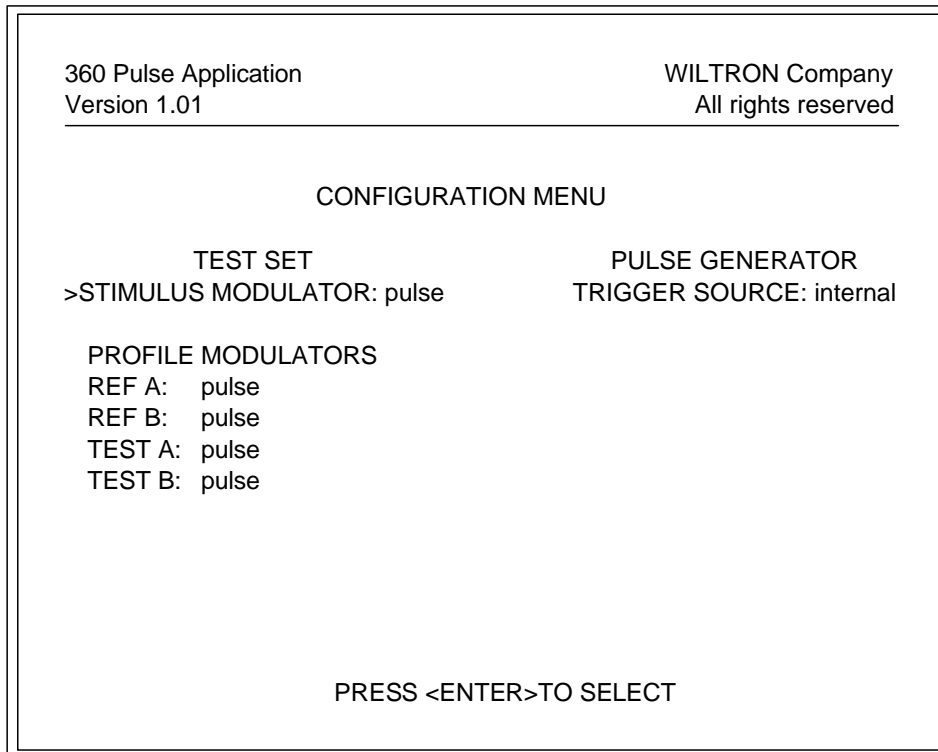 360 Pulse Application WILTRON Company
Version 1.01 All rights reserved
CONFIGURATION MENU
TEST SET PULSE GENERATOR
>STIMULUS MODULATOR: pulse TRIGGER SOURCE: internal
PROFILE MODULATORS
REF A: pulse
REF B: pulse
TEST A: pulse
TEST B: pulse
PRESS <ENTER>TO SELECT